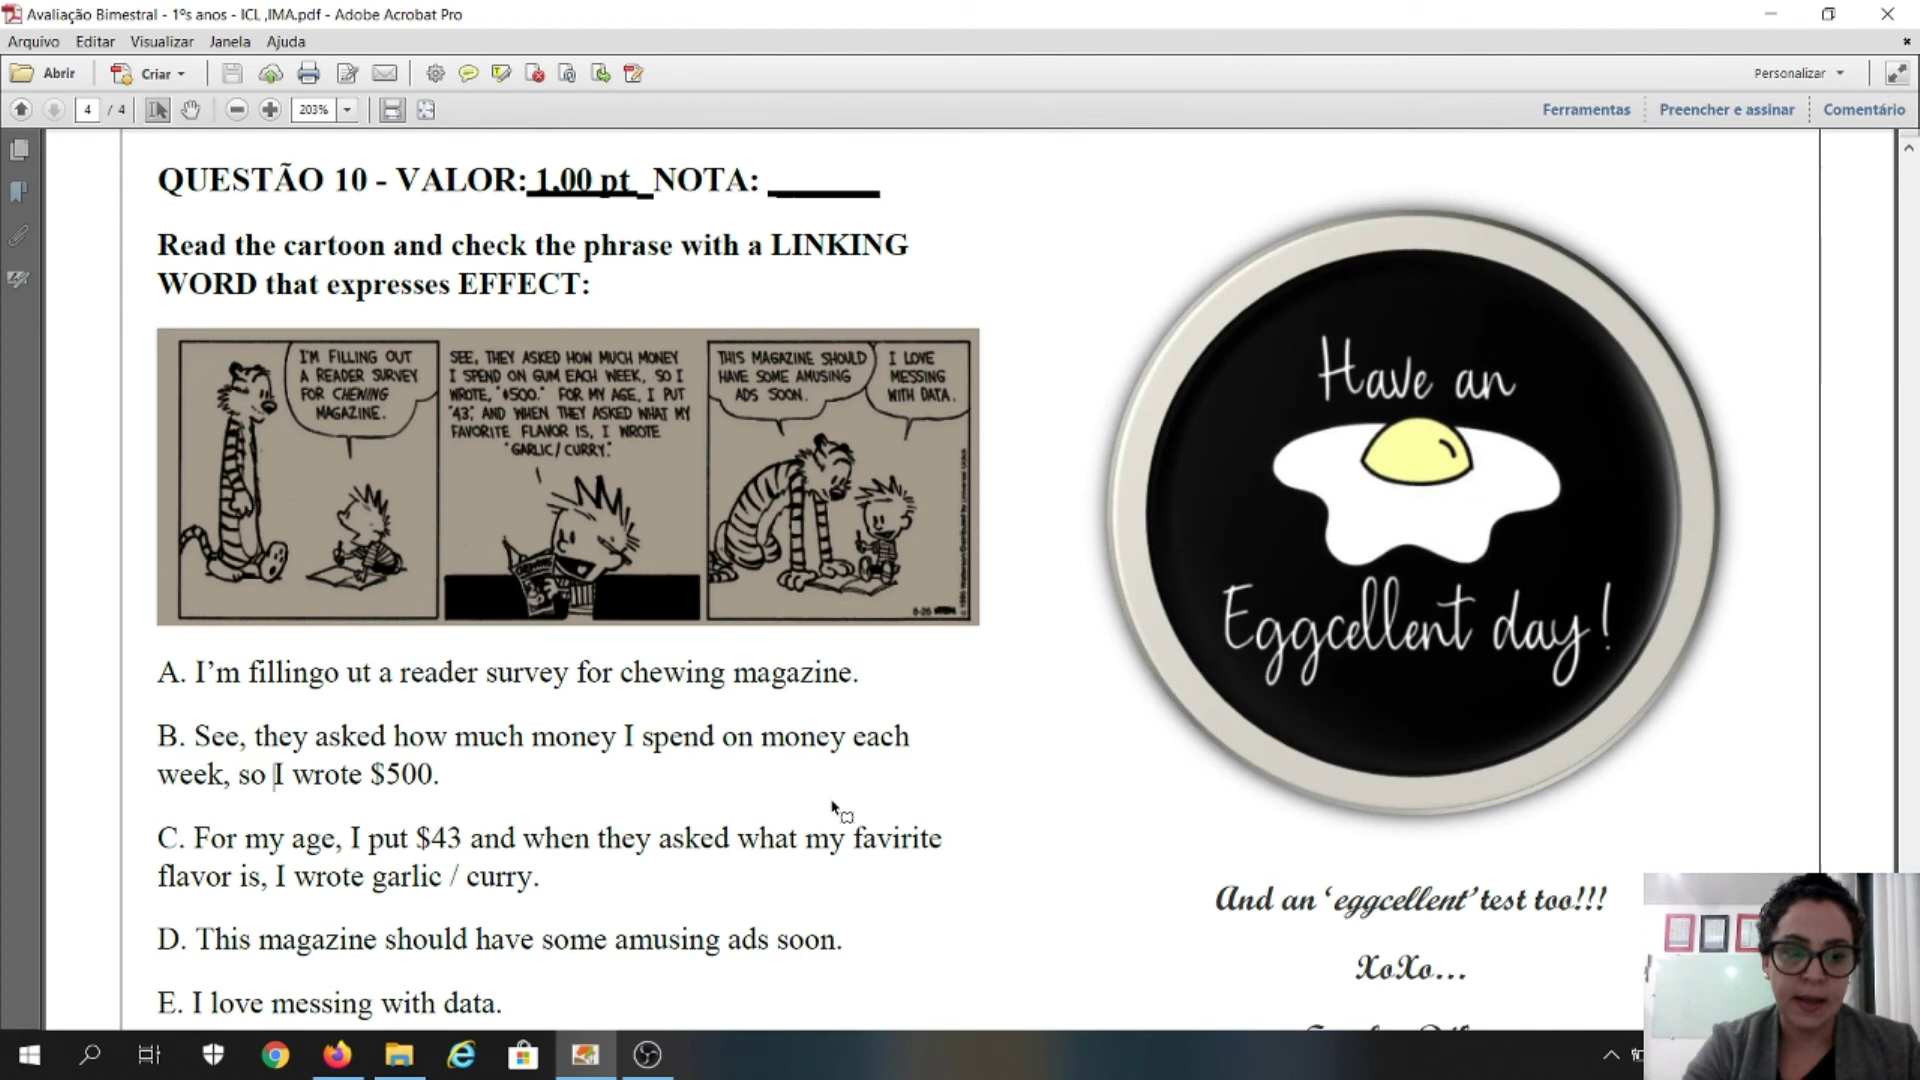 Avaliação Bimestral - 1ºs anos - ICL ,IMA.pdf - Adobe Acrobat Pro
Arquivo Editar Visualizar Janela Ajuda
Abrir Criar Personalizar
4 / 4 203% Ferramentas Preencher e assinar Comentário
QUESTÃO 10 - VALOR: 1,00 pt_ NOTA: ______
Read the cartoon and check the phrase with a LINKING
WORD that expresses EFFECT:
I'M FILLING OUT
A READER SURVEY
FOR CHEWING
MAGAZINE.
SEE, THEY ASKED HOW MUCH MONEY
I SPEND ON GUM EACH WEEK, SO I
WROTE, "$500." FOR MY AGE, I PUT
"43," AND WHEN THEY ASKED WHAT MY
FAVORITE FLAVOR IS, I WROTE
"GARLIC/CURRY."
THIS MAGAZINE SHOULD
HAVE SOME AMUSING
ADS SOON.
I LOVE
MESSING
WITH DATA.
8-26
A. I'm fillingo ut a reader survey for chewing magazine.
B. See, they asked how much money I spend on money each
week, so I wrote $500.
C. For my age, I put $43 and when they asked what my favirite
flavor is, I wrote garlic / curry.
D. This magazine should have some amusing ads soon.
E. I love messing with data.
Have an
Eggcellent day!
And an 'eggcellent' test too!!!
XoXo...